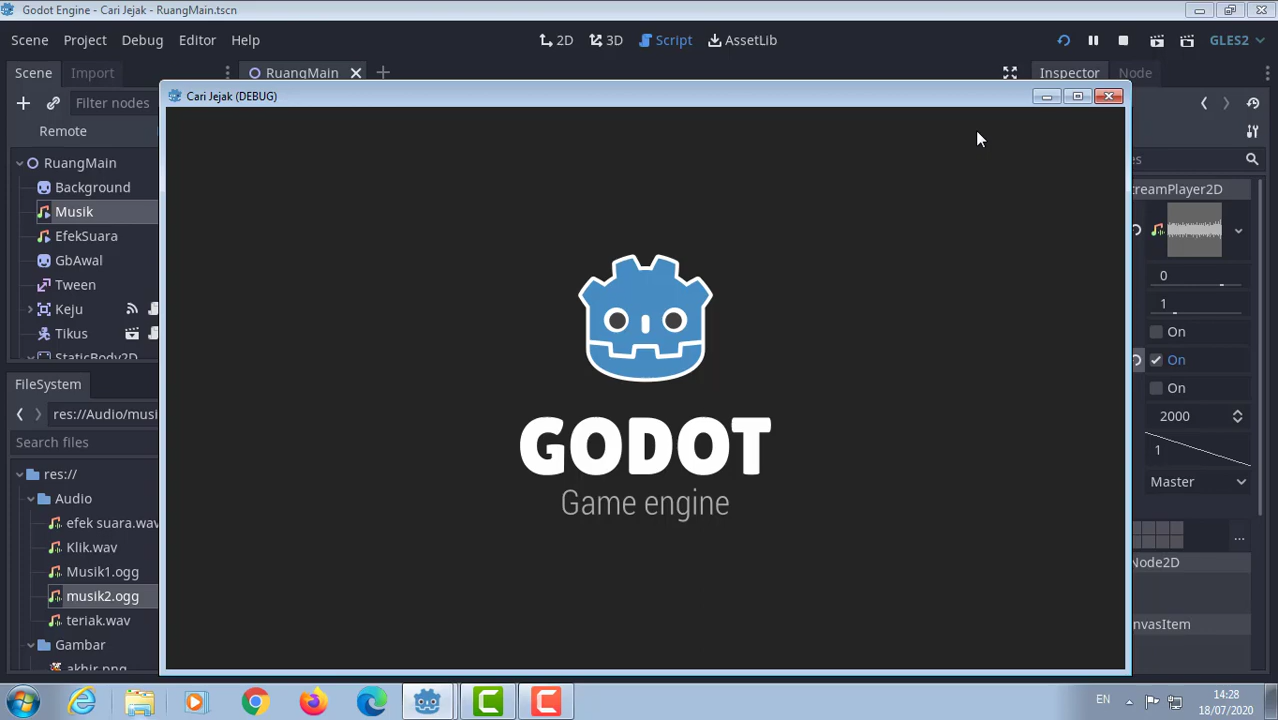 Godot Engine - Cari Jejak - RuangMain.tscn
Scene Project Debug Editor Help
2D 3D Script AssetLib
GLES2
Scene Import
RuangMain
Inspector Node
Filter nodes
Cari Jejak (DEBUG)
Remote
RuangMain
Background
Musik
EfekSuara
GbAwal
Tween
Keju
Tikus
StaticBody2D
FileSystem
res://Audio/musi
Search files
res://
Audio
efek suara.wav
Klik.wav
Musik1.ogg
musik2.ogg
teriak.wav
Gambar
akhir.png
GODOT
Game engine
es
treamPlayer2D
0
1
On
On
On
2000
1
Master
...
Node2D
nvasItem
EN
14:28
18/07/2020